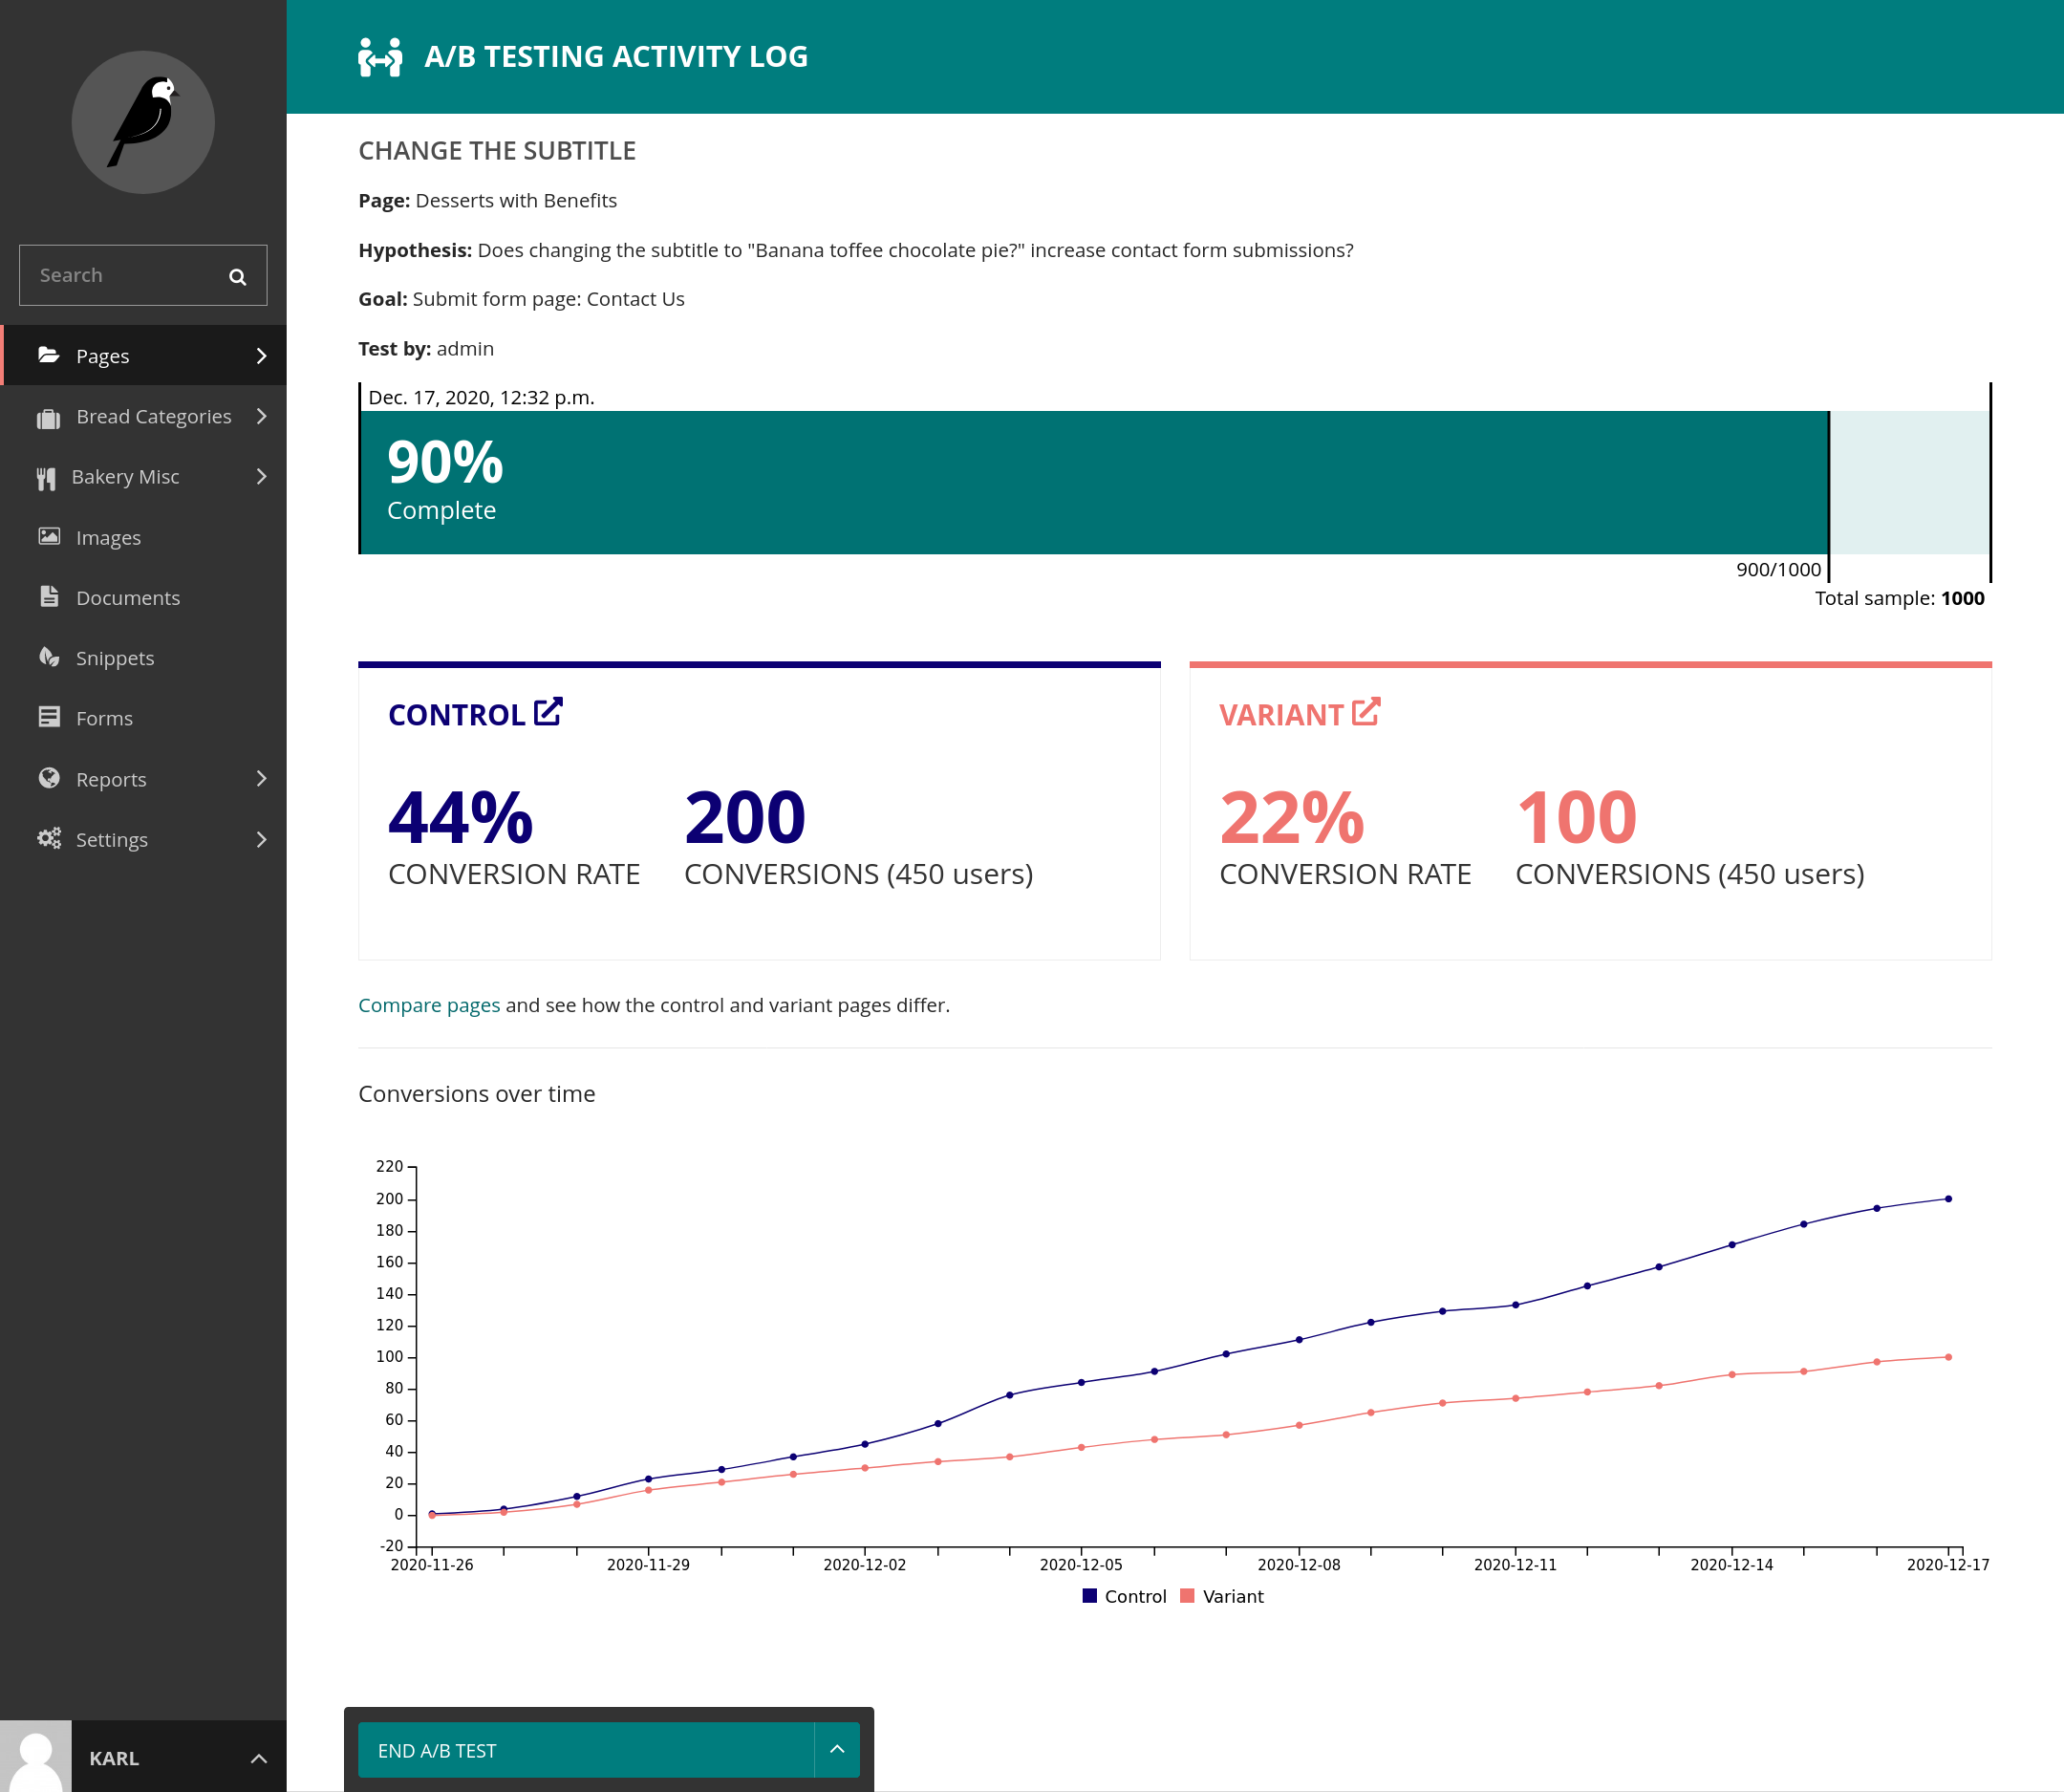 A/B TESTING ACTIVITY LOG
Search
Pages
Bread Categories
Bakery Misc
Images
Documents
Snippets
Forms
Reports
Settings
KARL
CHANGE THE SUBTITLE
Page: Desserts with Benefits
Hypothesis: Does changing the subtitle to "Banana toffee chocolate pie?" increase contact form submissions?
Goal: Submit form page: Contact Us
Test by: admin
Dec. 17, 2020, 12:32 p.m.
90%
Complete
900/1000
Total sample: 1000
CONTROL
44%
CONVERSION RATE
200
CONVERSIONS (450 users)
VARIANT
22%
CONVERSION RATE
100
CONVERSIONS (450 users)
Compare pages and see how the control and variant pages differ.
Conversions over time
220
200
180
160
140
120
100
80
60
40
20
0
-20
2020-11-26 2020-11-29 2020-12-02 2020-12-05 2020-12-08 2020-12-11 2020-12-14 2020-12-17
Control Variant
END A/B TEST